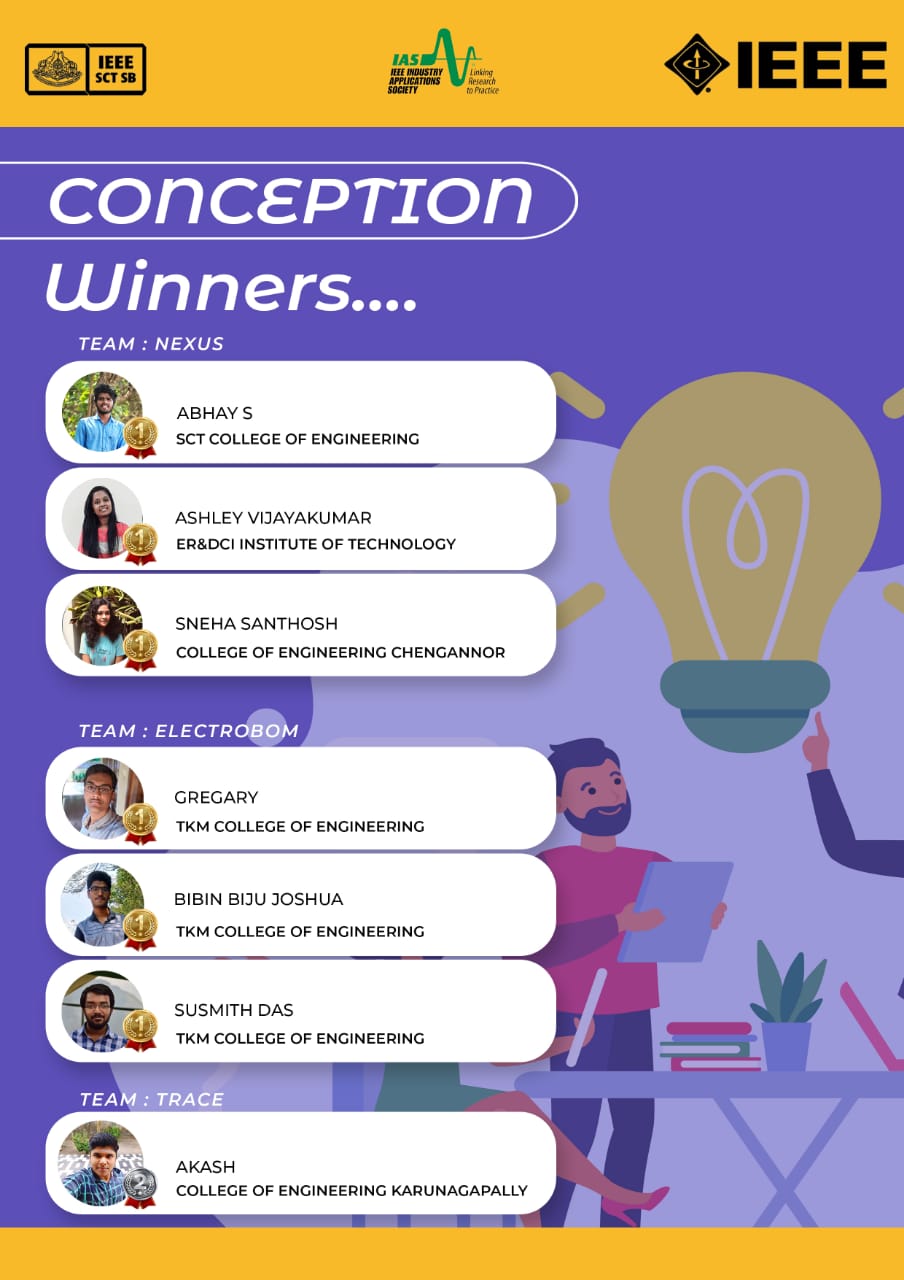 IEEE
SCT SB
IAS
IEEE INDUSTRY
APPLICATIONS
SOCIETY
Linking
Research
to Practice
IEEE
CONCEPTION
Winners....
TEAM : NEXUS
1
ABHAY S
SCT COLLEGE OF ENGINEERING
1
ASHLEY VIJAYAKUMAR
ER&DCI INSTITUTE OF TECHNOLOGY
1
SNEHA SANTHOSH
COLLEGE OF ENGINEERING CHENGANNOR
TEAM : ELECTROBOM
1
GREGARY
TKM COLLEGE OF ENGINEERING
1
BIBIN BIJU JOSHUA
TKM COLLEGE OF ENGINEERING
1
SUSMITH DAS
TKM COLLEGE OF ENGINEERING
TEAM : TRACE
2
AKASH
COLLEGE OF ENGINEERING KARUNAGAPALLY